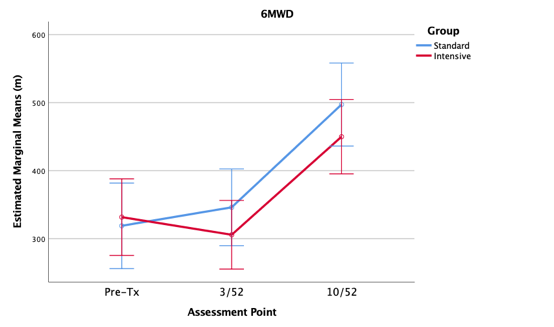 6MWD
Group
Standard
Intensive
Estimated Marginal Means (m)
600
500
400
300
Pre-Tx
3/52
10/52
Assessment Point